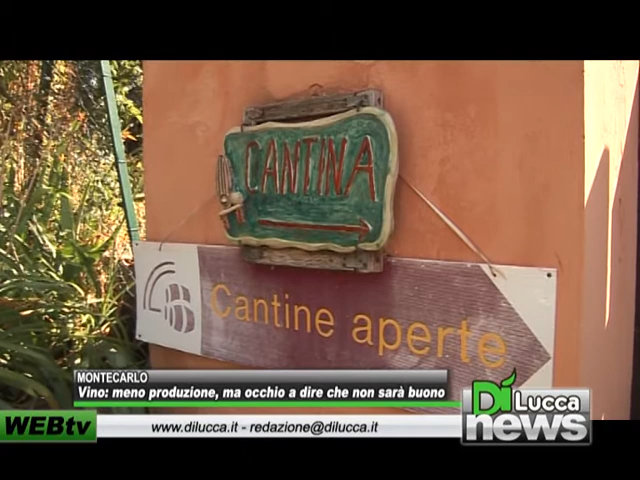 CANTINA
Cantine aperte
MONTECARLO
Vino: meno produzione, ma occhio a dire che non sarà buono
WEBtv
www.dilucca.it - redazione@dilucca.it
Dì LUCCA
news